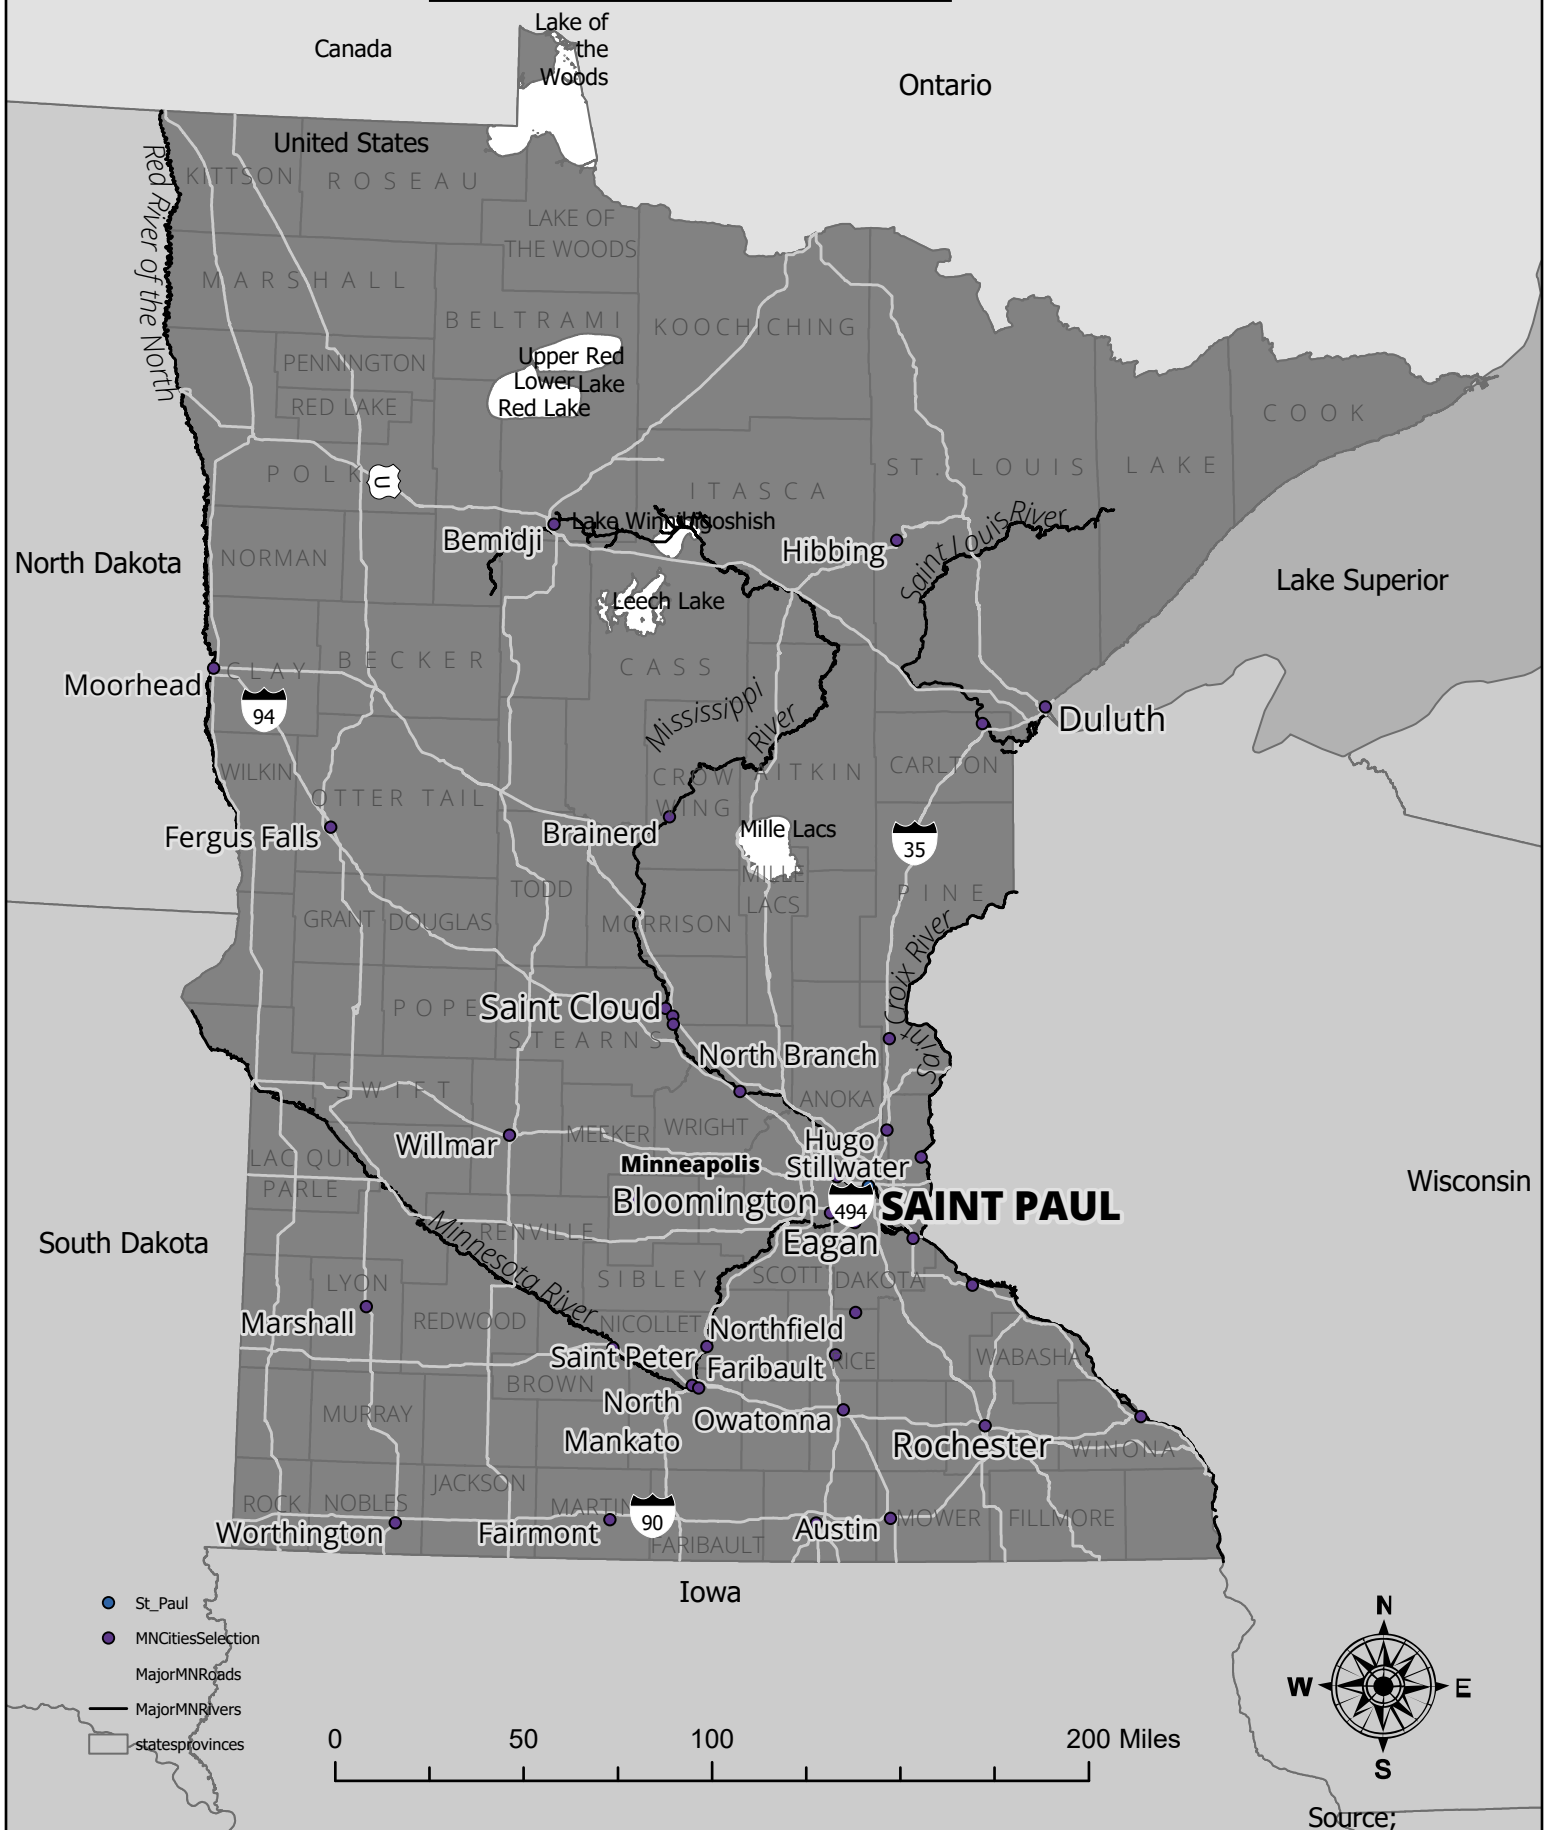 Lake of
the
Woods
Canada
Ontario
United States
Red River of the North
KITTSON
ROSEAU
LAKE OF
THE WOODS
MARSHALL
BELTRAMI
KOOCHICHING
PENNINGTON
Upper Red
Lake
Lower
Red Lake
RED LAKE
COOK
POLK
ITASCA
ST. LOUIS
LAKE
Bemidji
Lake Winnibigoshish
Hibbing
Saint Louis River
NORMAN
North Dakota
Lake Superior
Leech Lake
BECKER
CLAY
CASS
Moorhead
94
Mississippi
River
Duluth
WILKIN
CROW
WING
AITKIN
CARLTON
OTTER TAIL
Fergus Falls
Brainerd
Mille Lacs
35
MILLE
LACS
TODD
PINE
GRANT
DOUGLAS
MORRISON
Saint Croix River
POPE
Saint Cloud
STEARNS
North Branch
SWIFT
ANOKA
WRIGHT
MEEKER
Willmar
Hugo
LAC QUI
PARLE
Minneapolis
Stillwater
Wisconsin
Bloomington
494
SAINT PAUL
Minnesota River
RENVILLE
South Dakota
Eagan
SIBLEY
SCOTT
DAKOTA
LYON
Marshall
REDWOOD
NICOLLET
Northfield
Saint Peter
Faribault
RICE
WABASHA
BROWN
North
Mankato
MURRAY
Owatonna
Rochester
WINONA
JACKSON
ROCK
NOBLES
MARTIN
90
Worthington
Fairmont
Austin
MOWER
FILLMORE
FARIBAULT
Iowa
St_Paul
MNCitiesSelection
MajorMNRoads
MajorMNRivers
statesprovinces
0 50 100 200 Miles
N
W E
S
Source;